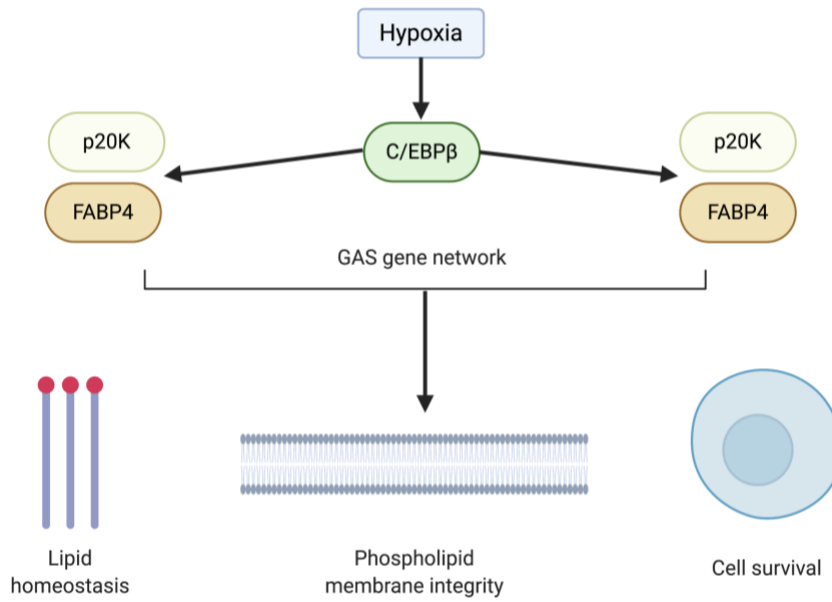 Hypoxia
p20K
C/EBPβ
p20K
FABP4
FABP4
GAS gene network
Lipid
homeostasis
Phospholipid
membrane integrity
Cell survival